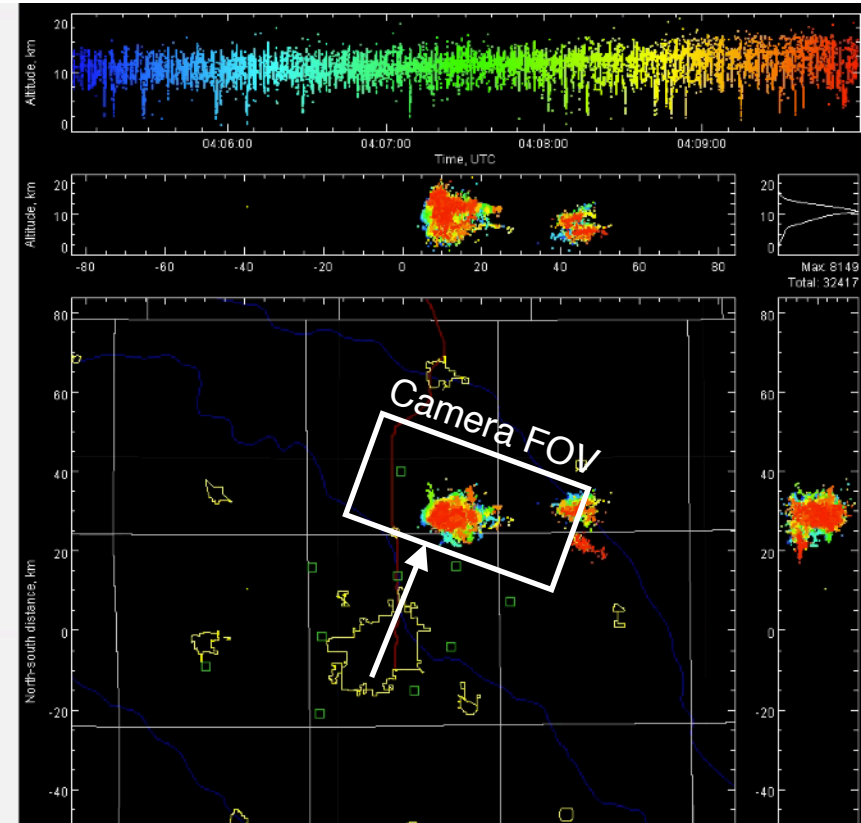 Altitude, km
20
10
0
04:06:00 04:07:00 04:08:00 04:09:00
Time, UTC
Altitude, km
20
10
0
-80 -60 -40 -20 0 20 40 60 80
20
10
0
Max: 8149
Total: 32417
North-south distance, km
80
60
40
20
0
-20
-40
Camera FOV
80
60
40
20
0
-20
-40